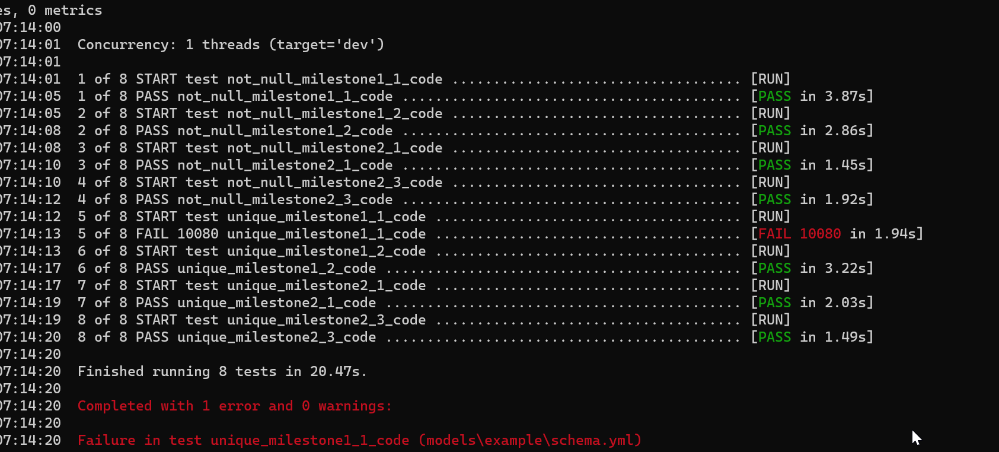 es, 0 metrics
07:14:00
07:14:01  Concurrency: 1 threads (target='dev')
07:14:01
07:14:01  1 of 8 START test not_null_milestone1_1_code ................................... [RUN]
07:14:05  1 of 8 PASS not_null_milestone1_1_code ......................................... [PASS in 3.87s]
07:14:05  2 of 8 START test not_null_milestone1_2_code ................................... [RUN]
07:14:08  2 of 8 PASS not_null_milestone1_2_code ......................................... [PASS in 2.86s]
07:14:08  3 of 8 START test not_null_milestone2_1_code ................................... [RUN]
07:14:10  3 of 8 PASS not_null_milestone2_1_code ......................................... [PASS in 1.45s]
07:14:10  4 of 8 START test not_null_milestone2_3_code ................................... [RUN]
07:14:12  4 of 8 PASS not_null_milestone2_3_code ......................................... [PASS in 1.92s]
07:14:12  5 of 8 START test unique_milestone1_1_code ..................................... [RUN]
07:14:13  5 of 8 FAIL 10080 unique_milestone1_1_code ..................................... [FAIL 10080 in 1.94s]
07:14:13  6 of 8 START test unique_milestone1_2_code ..................................... [RUN]
07:14:17  6 of 8 PASS unique_milestone1_2_code ........................................... [PASS in 3.22s]
07:14:17  7 of 8 START test unique_milestone2_1_code ..................................... [RUN]
07:14:19  7 of 8 PASS unique_milestone2_1_code ........................................... [PASS in 2.03s]
07:14:19  8 of 8 START test unique_milestone2_3_code ..................................... [RUN]
07:14:20  8 of 8 PASS unique_milestone2_3_code ........................................... [PASS in 1.49s]
07:14:20
07:14:20  Finished running 8 tests in 20.47s.
07:14:20
07:14:20  Completed with 1 error and 0 warnings:
07:14:20
07:14:20  Failure in test unique_milestone1_1_code (models\example\schema.yml)